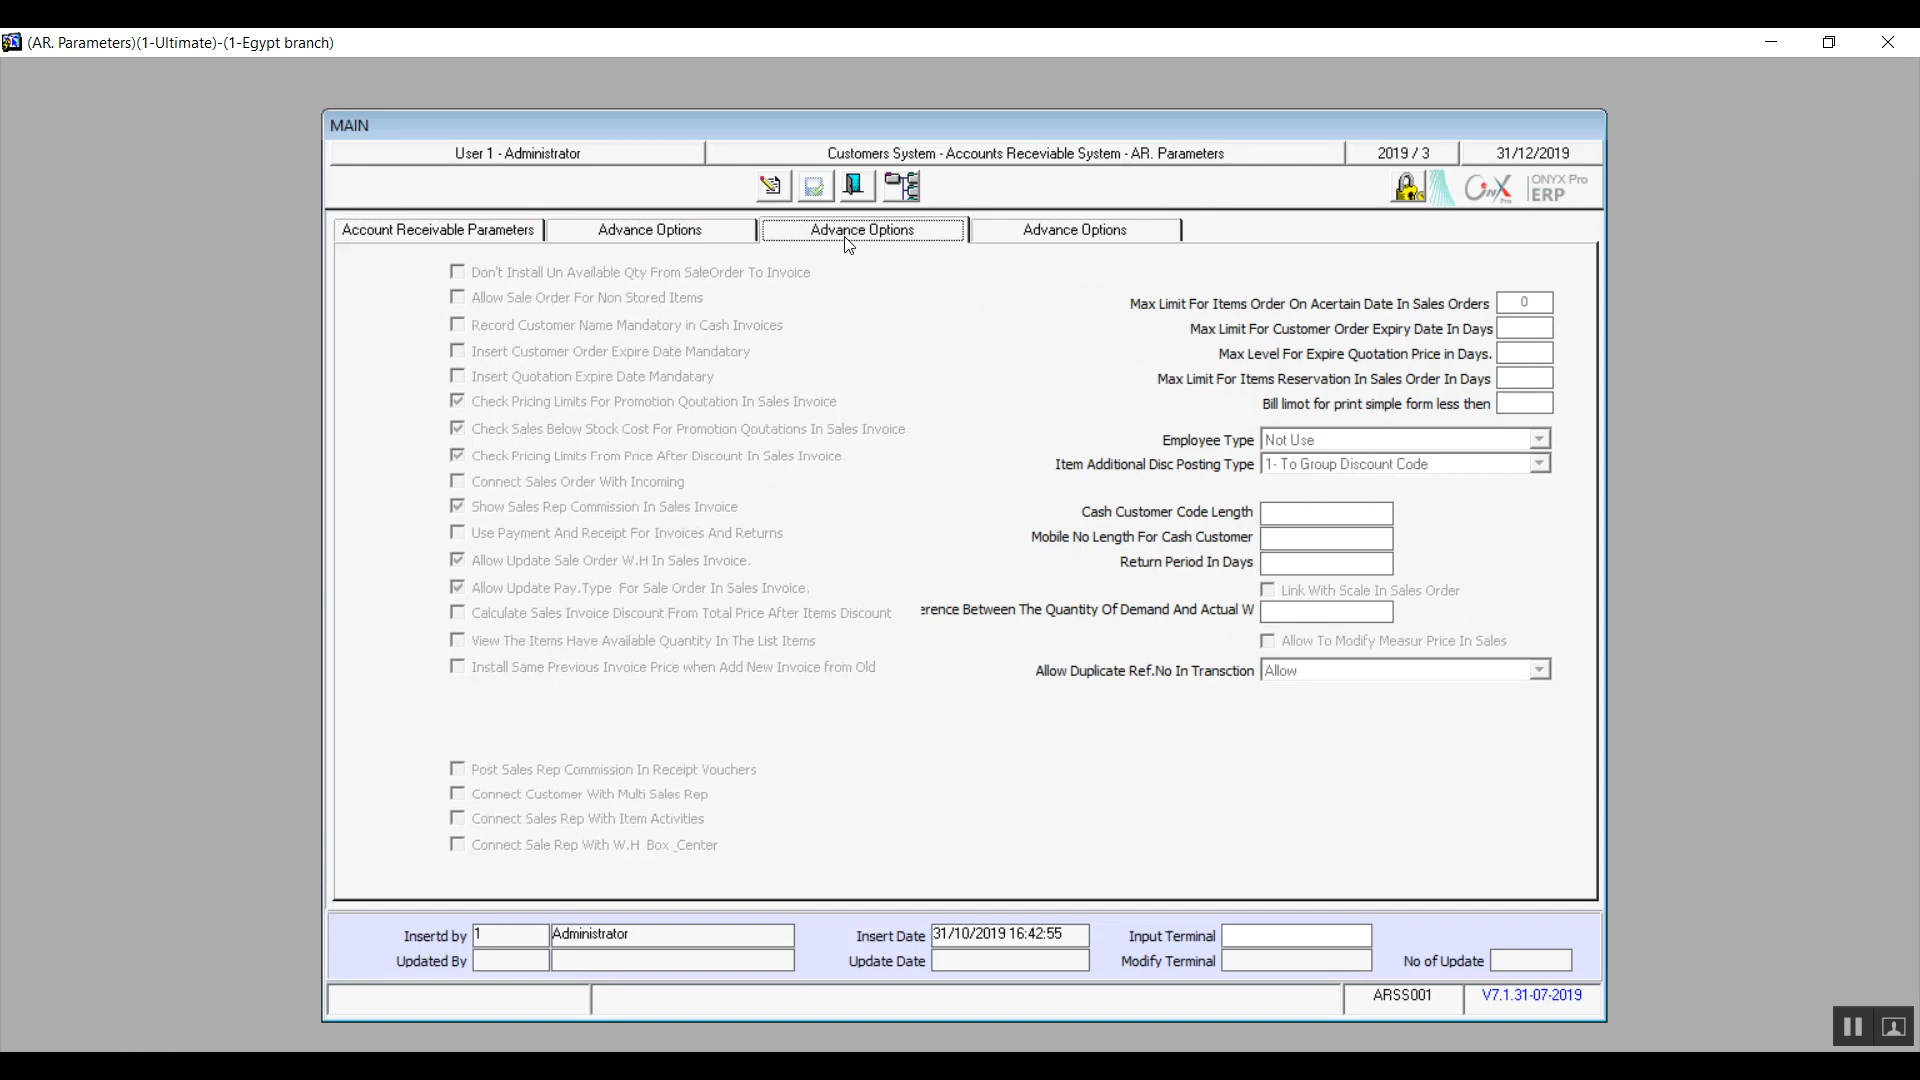 (AR. Parameters)(1-Ultimate)-(1-Egypt branch)
MAIN
User 1 - Administrator
Customers System - Accounts Receviable System - AR. Parameters
2019 / 3
31/12/2019
Onyx Pro
ONYX Pro
ERP
Account Receivable Parameters
Advance Options
Advance Options
Advance Options
Don't Install Un Available Qty From SaleOrder To Invoice
Allow Sale Order For Non Stored Items
Record Customer Name Mandatory in Cash Invoices
Insert Customer Order Expire Date Mandatory
Insert Quotation Expire Date Mandatary
Check Pricing Limits For Promotion Qoutation In Sales Invoice
Check Sales Below Stock Cost For Promotion Qoutations In Sales Invoice
Check Pricing Limits From Price After Discount In Sales Invoice
Connect Sales Order With Incoming
Show Sales Rep Commission In Sales Invoice
Use Payment And Receipt For Invoices And Returns
Allow Update Sale Order W.H In Sales Invoice.
Allow Update Pay.Type For Sale Order In Sales Invoice.
Calculate Sales Invoice Discount From Total Price After Items Discount
View The Items Have Available Quantity In The List Items
Install Same Previous Invoice Price when Add New Invoice from Old
Post Sales Rep Commission In Receipt Vouchers
Connect Customer With Multi Sales Rep
Connect Sales Rep With Item Activities
Connect Sale Rep With W.H Box _Center
Max Limit For Items Order On Acertain Date In Sales Orders 0
Max Limit For Customer Order Expiry Date In Days
Max Level For Expire Quotation Price in Days.
Max Limit For Items Reservation In Sales Order In Days
Bill limot for print simple form less then
Employee Type Not Use
Item Additional Disc Posting Type 1- To Group Discount Code
Cash Customer Code Length
Mobile No Length For Cash Customer
Return Period In Days
Link With Scale In Sales Order
erence Between The Quantity Of Demand And Actual W
Allow To Modify Measur Price In Sales
Allow Duplicate Ref.No In Transction Allow
Insertd by 1 Administrator
Insert Date 31/10/2019 16:42:55
Input Terminal
Updated By
Update Date
Modify Terminal
No of Update
ARSS001
V7.1.31-07-2019